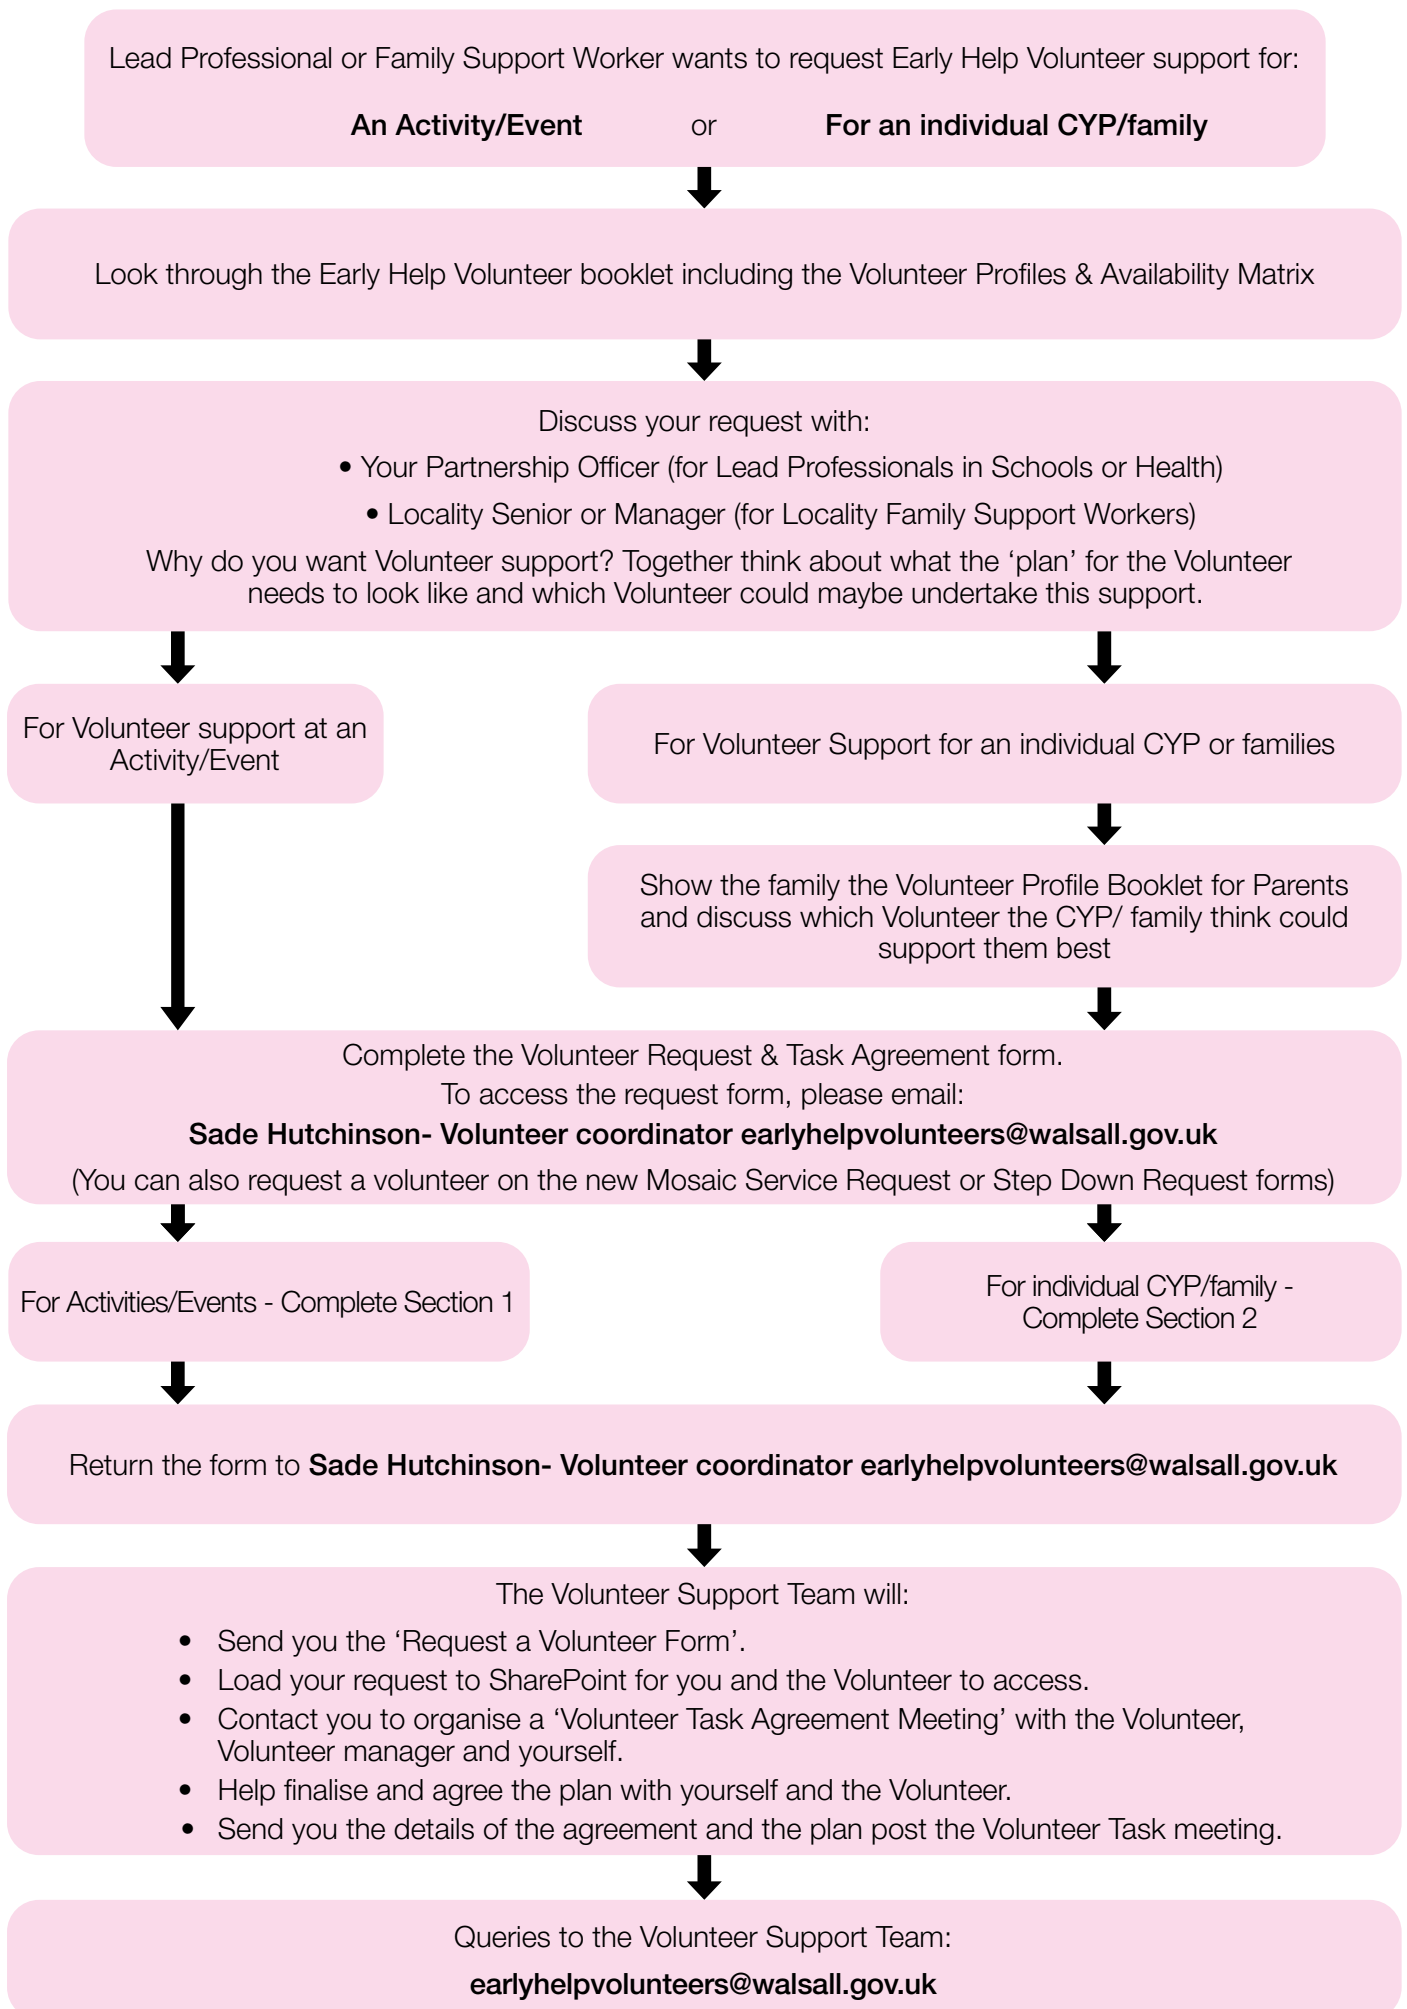 Lead Professional or Family Support Worker wants to request Early Help Volunteer support for:
An Activity/Event or For an individual CYP/family
Look through the Early Help Volunteer booklet including the Volunteer Profiles & Availability Matrix
Discuss your request with:
• Your Partnership Officer (for Lead Professionals in Schools or Health)
• Locality Senior or Manager (for Locality Family Support Workers)
Why do you want Volunteer support? Together think about what the ‘plan’ for the Volunteer
needs to look like and which Volunteer could maybe undertake this support.
For Volunteer support at an
Activity/Event
For Volunteer Support for an individual CYP or families
Show the family the Volunteer Profile Booklet for Parents
and discuss which Volunteer the CYP/ family think could
support them best
Complete the Volunteer Request & Task Agreement form.
To access the request form, please email:
Sade Hutchinson- Volunteer coordinator earlyhelpvolunteers@walsall.gov.uk
(You can also request a volunteer on the new Mosaic Service Request or Step Down Request forms)
For Activities/Events - Complete Section 1
For individual CYP/family -
Complete Section 2
Return the form to Sade Hutchinson- Volunteer coordinator earlyhelpvolunteers@walsall.gov.uk
The Volunteer Support Team will:
• Send you the ‘Request a Volunteer Form’.
• Load your request to SharePoint for you and the Volunteer to access.
• Contact you to organise a ‘Volunteer Task Agreement Meeting’ with the Volunteer,
Volunteer manager and yourself.
• Help finalise and agree the plan with yourself and the Volunteer.
• Send you the details of the agreement and the plan post the Volunteer Task meeting.
Queries to the Volunteer Support Team:
earlyhelpvolunteers@walsall.gov.uk